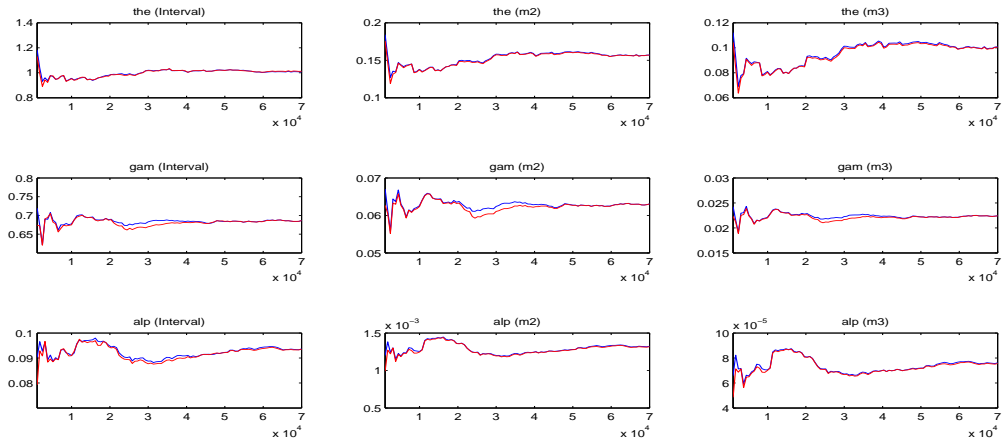 the (Interval)
1.4
1.2
1
0.8
1 2 3 4 5 6 7
x 10^4
the (m2)
0.2
0.15
0.1
1 2 3 4 5 6 7
x 10^4
the (m3)
0.12
0.1
0.08
0.06
1 2 3 4 5 6 7
x 10^4
gam (Interval)
0.8
0.7
0.65
1 2 3 4 5 6 7
x 10^4
gam (m2)
0.07
0.06
0.05
1 2 3 4 5 6 7
x 10^4
gam (m3)
0.03
0.025
0.02
0.015
1 2 3 4 5 6 7
x 10^4
alp (Interval)
0.1
0.09
0.08
1 2 3 4 5 6 7
x 10^4
alp (m2)
x 10^−3
1.5
1
0.5
1 2 3 4 5 6 7
x 10^4
alp (m3)
x 10^−5
10
8
6
4
1 2 3 4 5 6 7
x 10^4